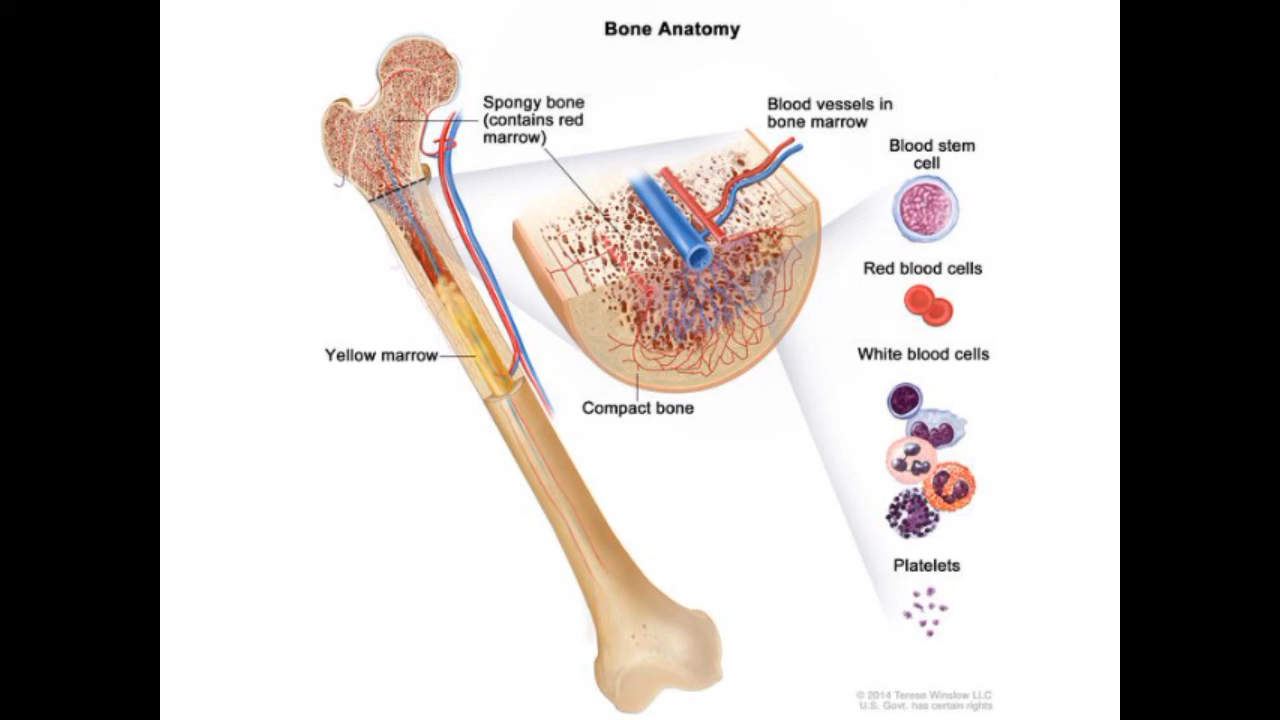 Bone Anatomy
Spongy bone
(contains red
marrow)
Blood vessels in
bone marrow
Blood stem
cell
Red blood cells
White blood cells
Yellow marrow
Compact bone
Platelets
© 2014 Terese Winslow LLC
U.S. Govt. has certain rights